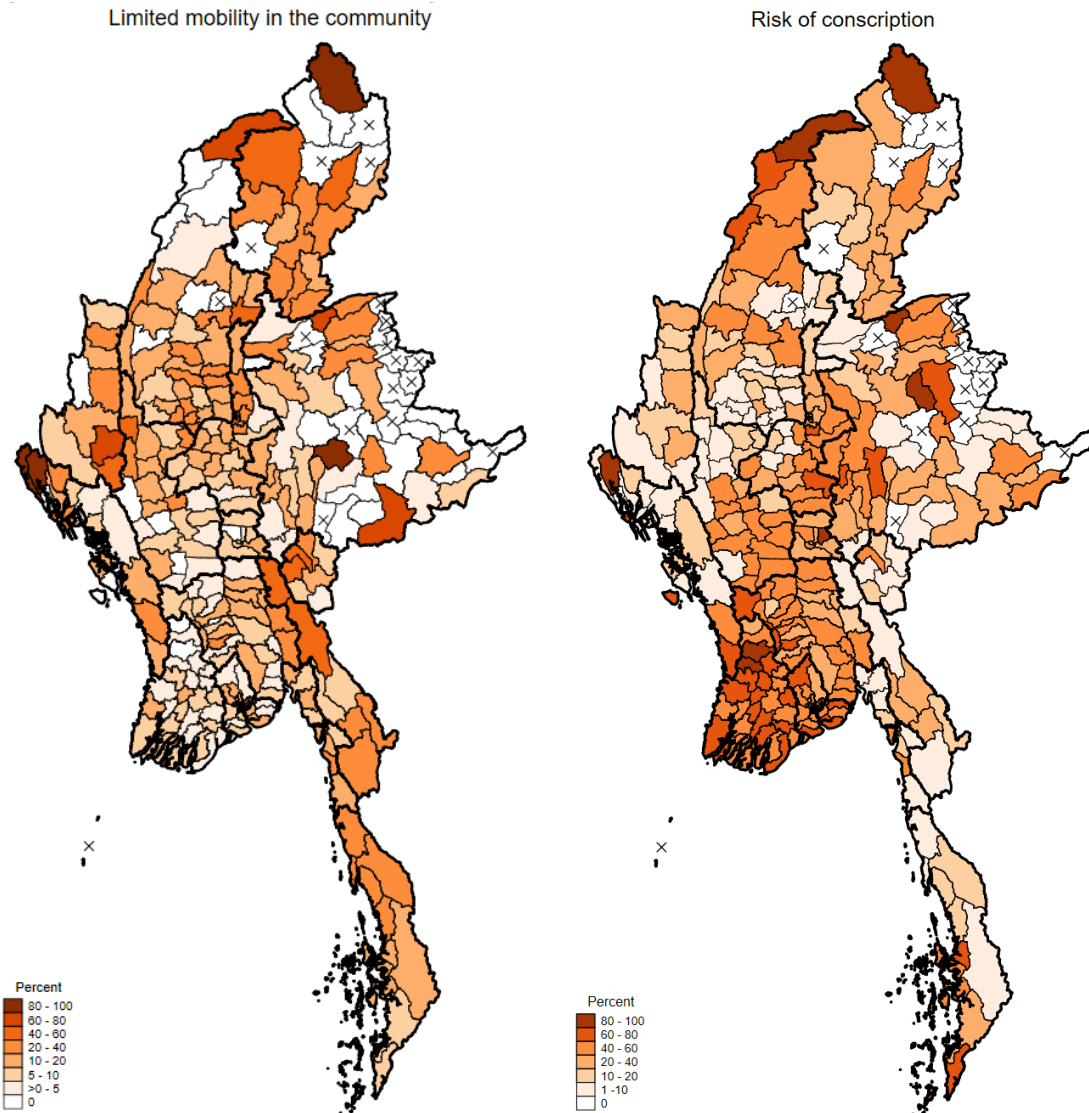 Limited mobility in the community
Risk of conscription
Percent
80 - 100
60 - 80
40 - 60
20 - 40
10 - 20
5 - 10
>0 - 5
0
Percent
80 - 100
60 - 80
40 - 60
20 - 40
10 - 20
1 -10
0